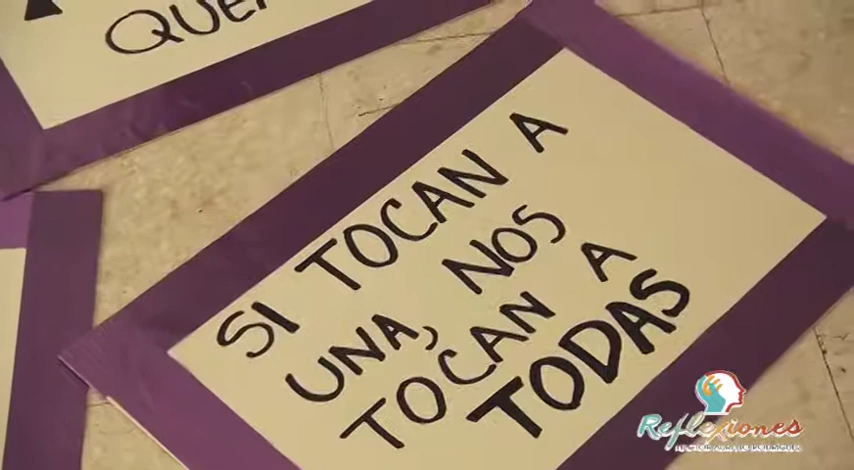 QUE
SI TOCAN A
UNA, NOS
TOCAN A
TODAS
Reflexiones